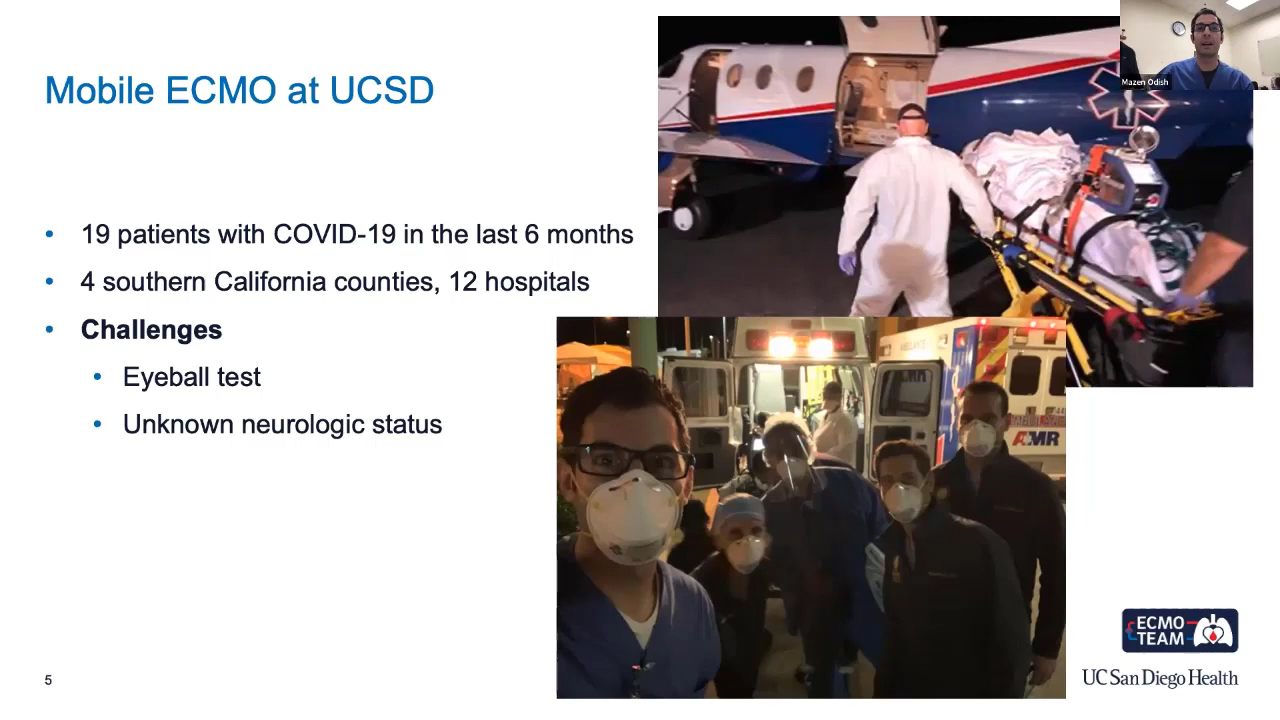 Mazen Odish
Mobile ECMO at UCSD
• 19 patients with COVID-19 in the last 6 months
• 4 southern California counties, 12 hospitals
• Challenges
• Eyeball test
• Unknown neurologic status
AMBULANCE
AMR
ECMO
TEAM
UC San Diego Health
5